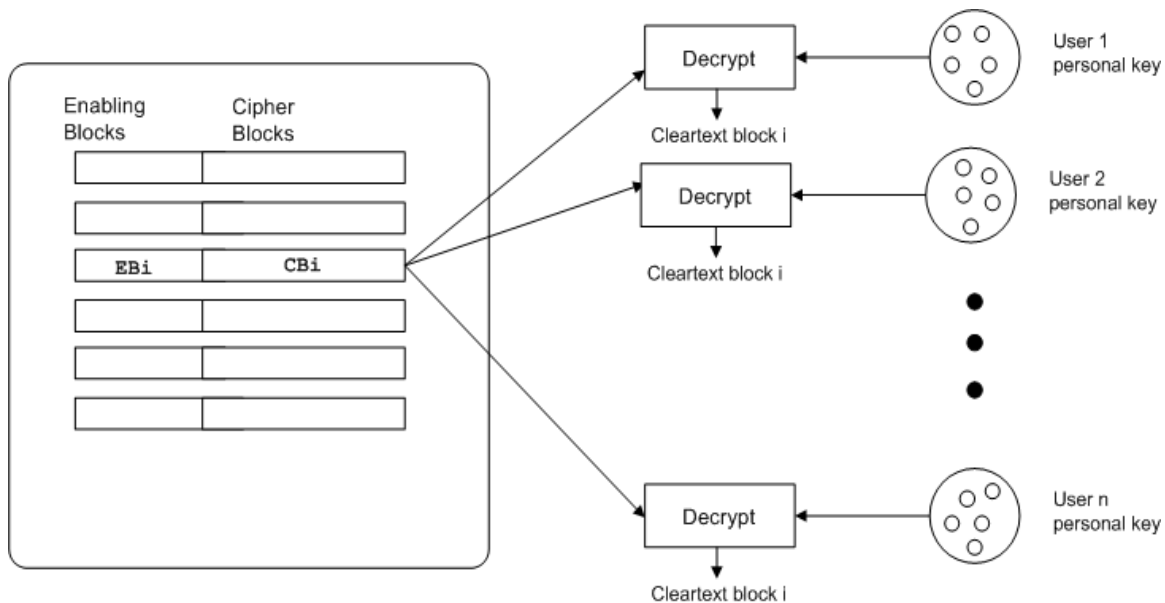 Enabling
Blocks
Cipher
Blocks
EBi
CBi
Decrypt
Cleartext block i
User 1
personal key
Decrypt
Cleartext block i
User 2
personal key
Decrypt
Cleartext block i
User n
personal key